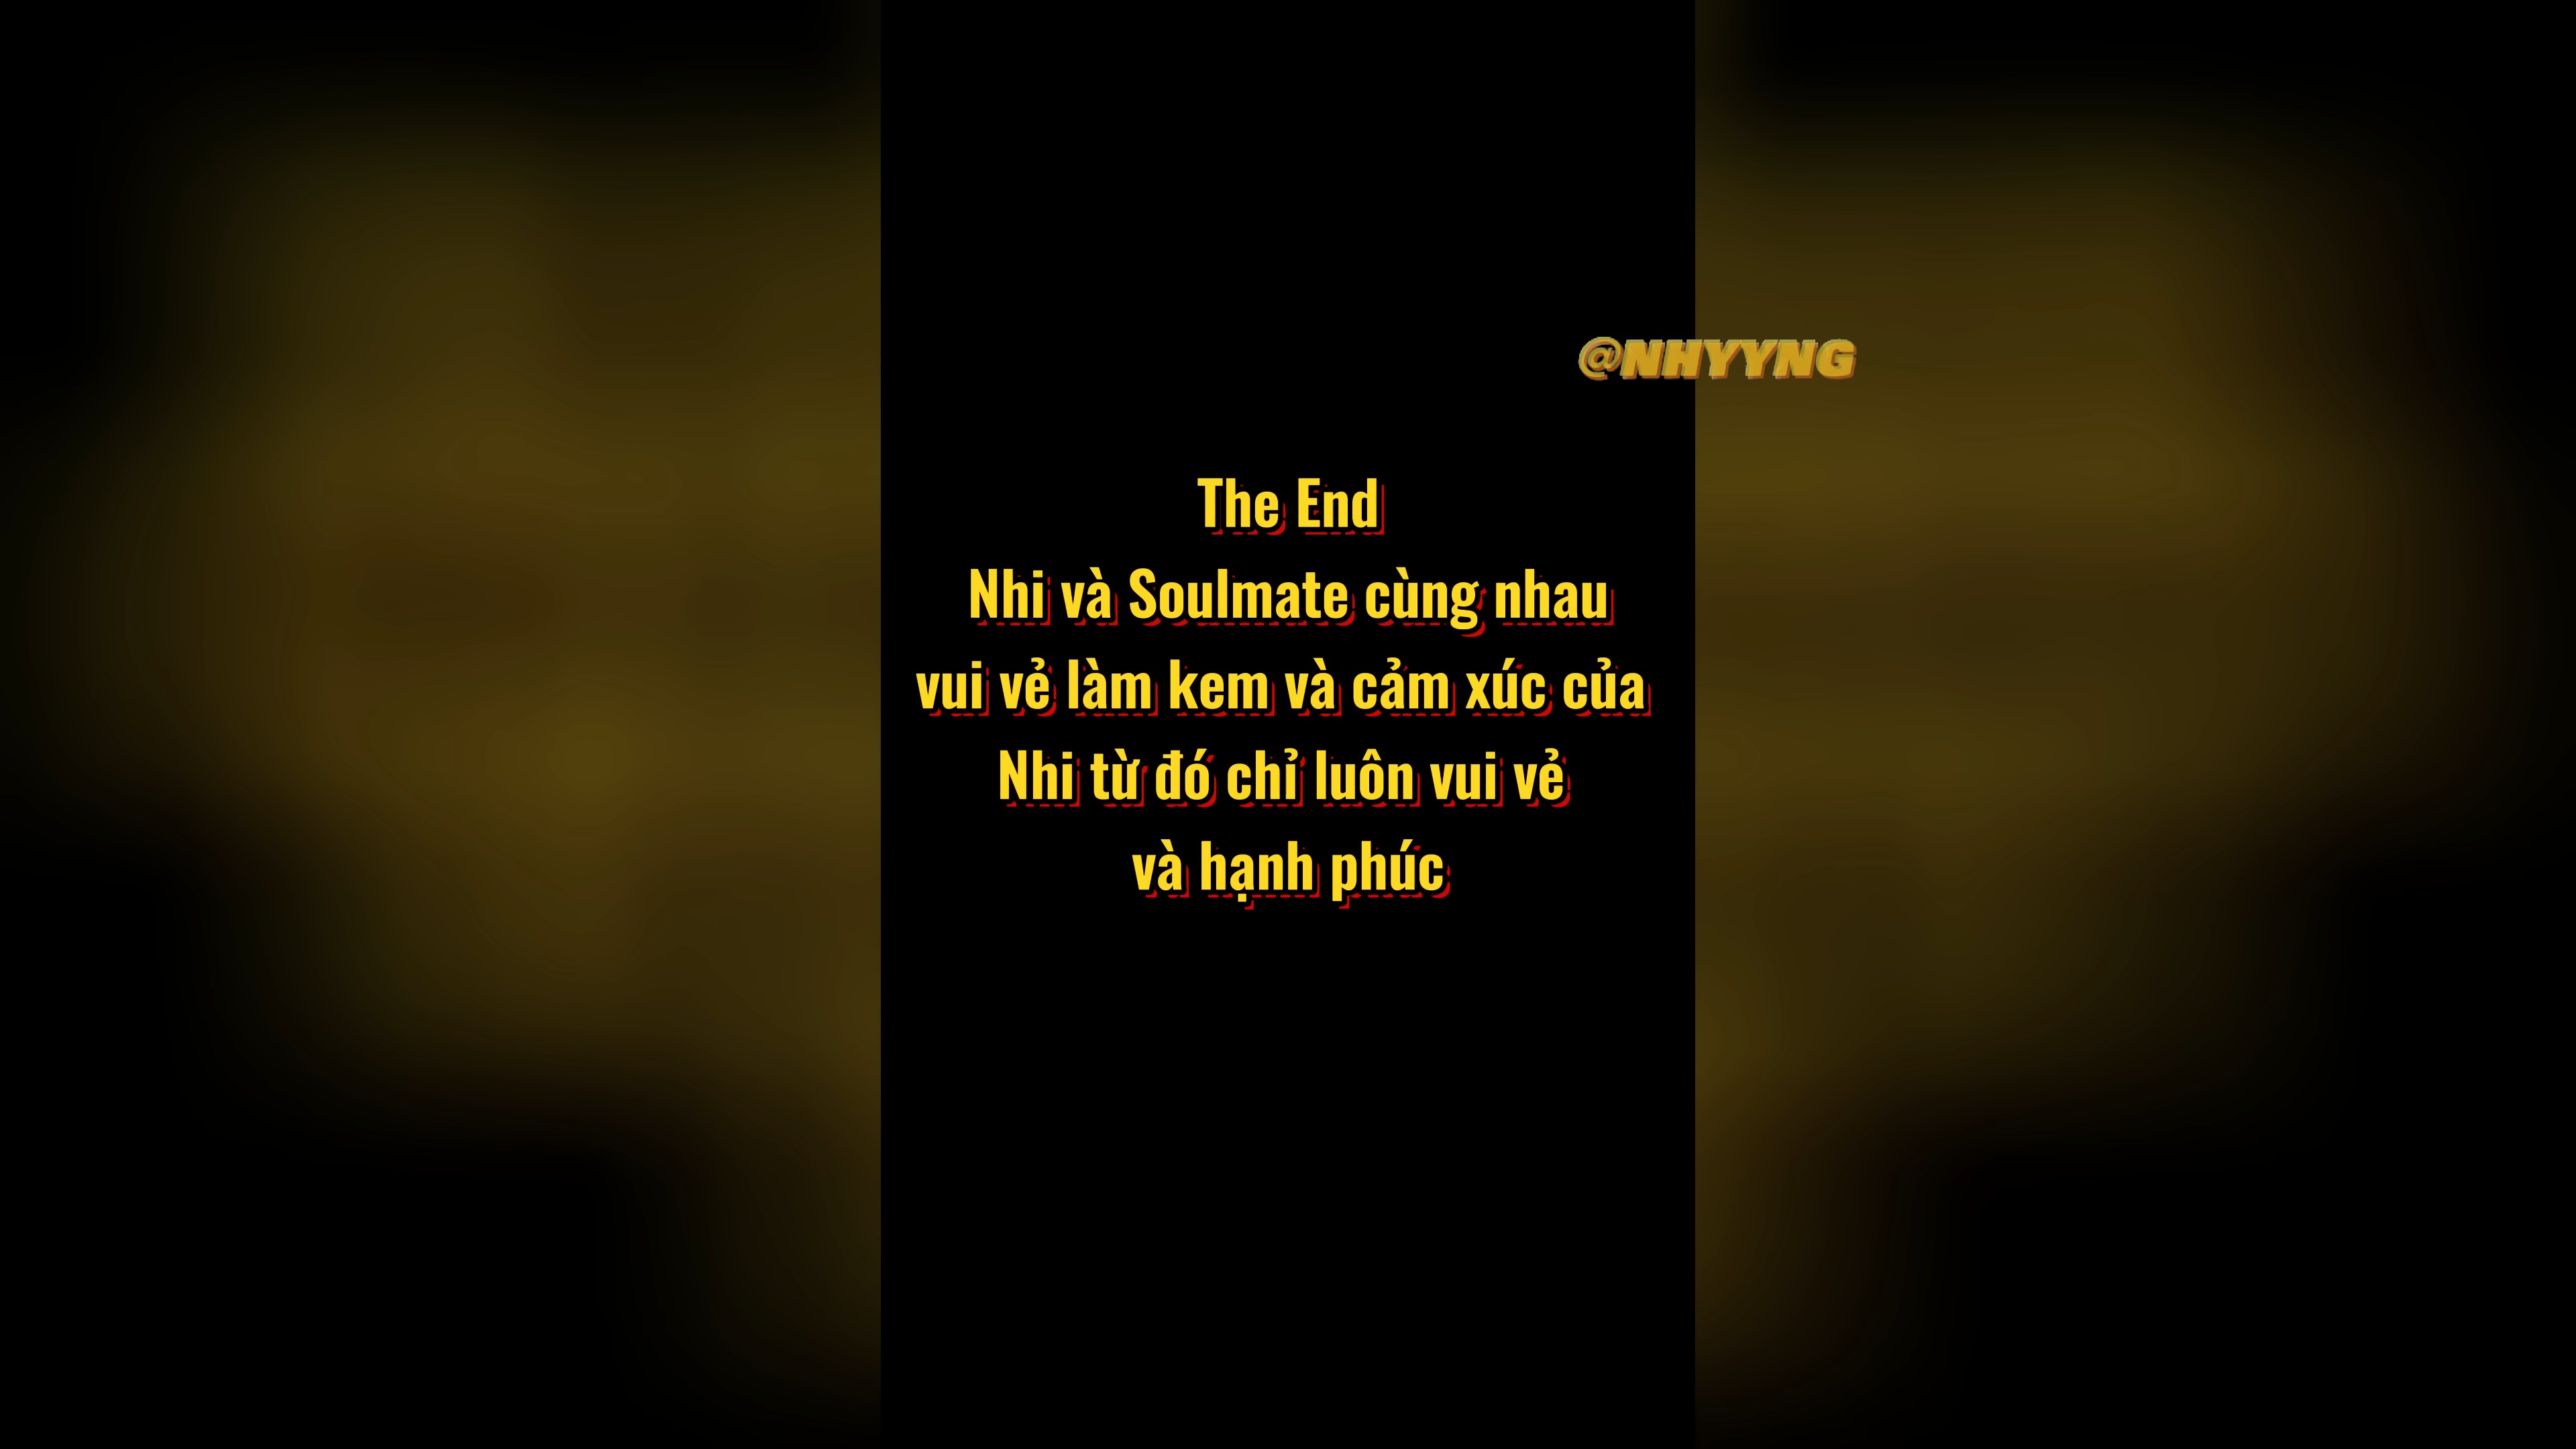 @NHYYNG
The End
Nhi và Soulmate cùng nhau
vui vẻ làm kem và cảm xúc của
Nhi từ đó chỉ luôn vui vẻ
và hạnh phúc